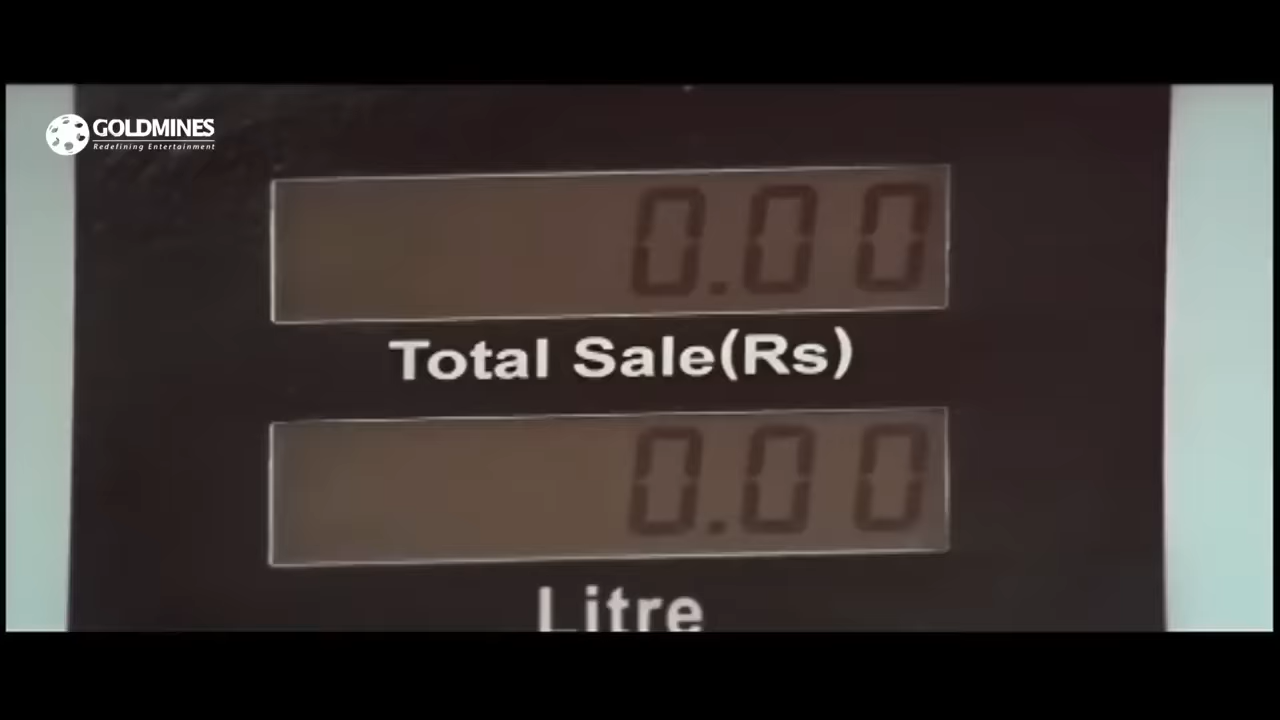 GOLDMINES
Redefining Entertainment
0.00
Total Sale(Rs)
0.00
Litre